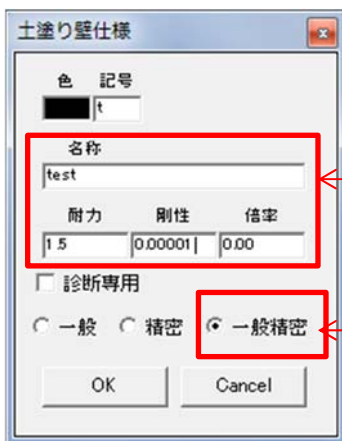 土塗り壁仕様
色 記号
t
名称
test
耐力 剛性 倍率
1.5 0.00001 0.00
診断専用
一般 精密 一般精密
OK Cancel